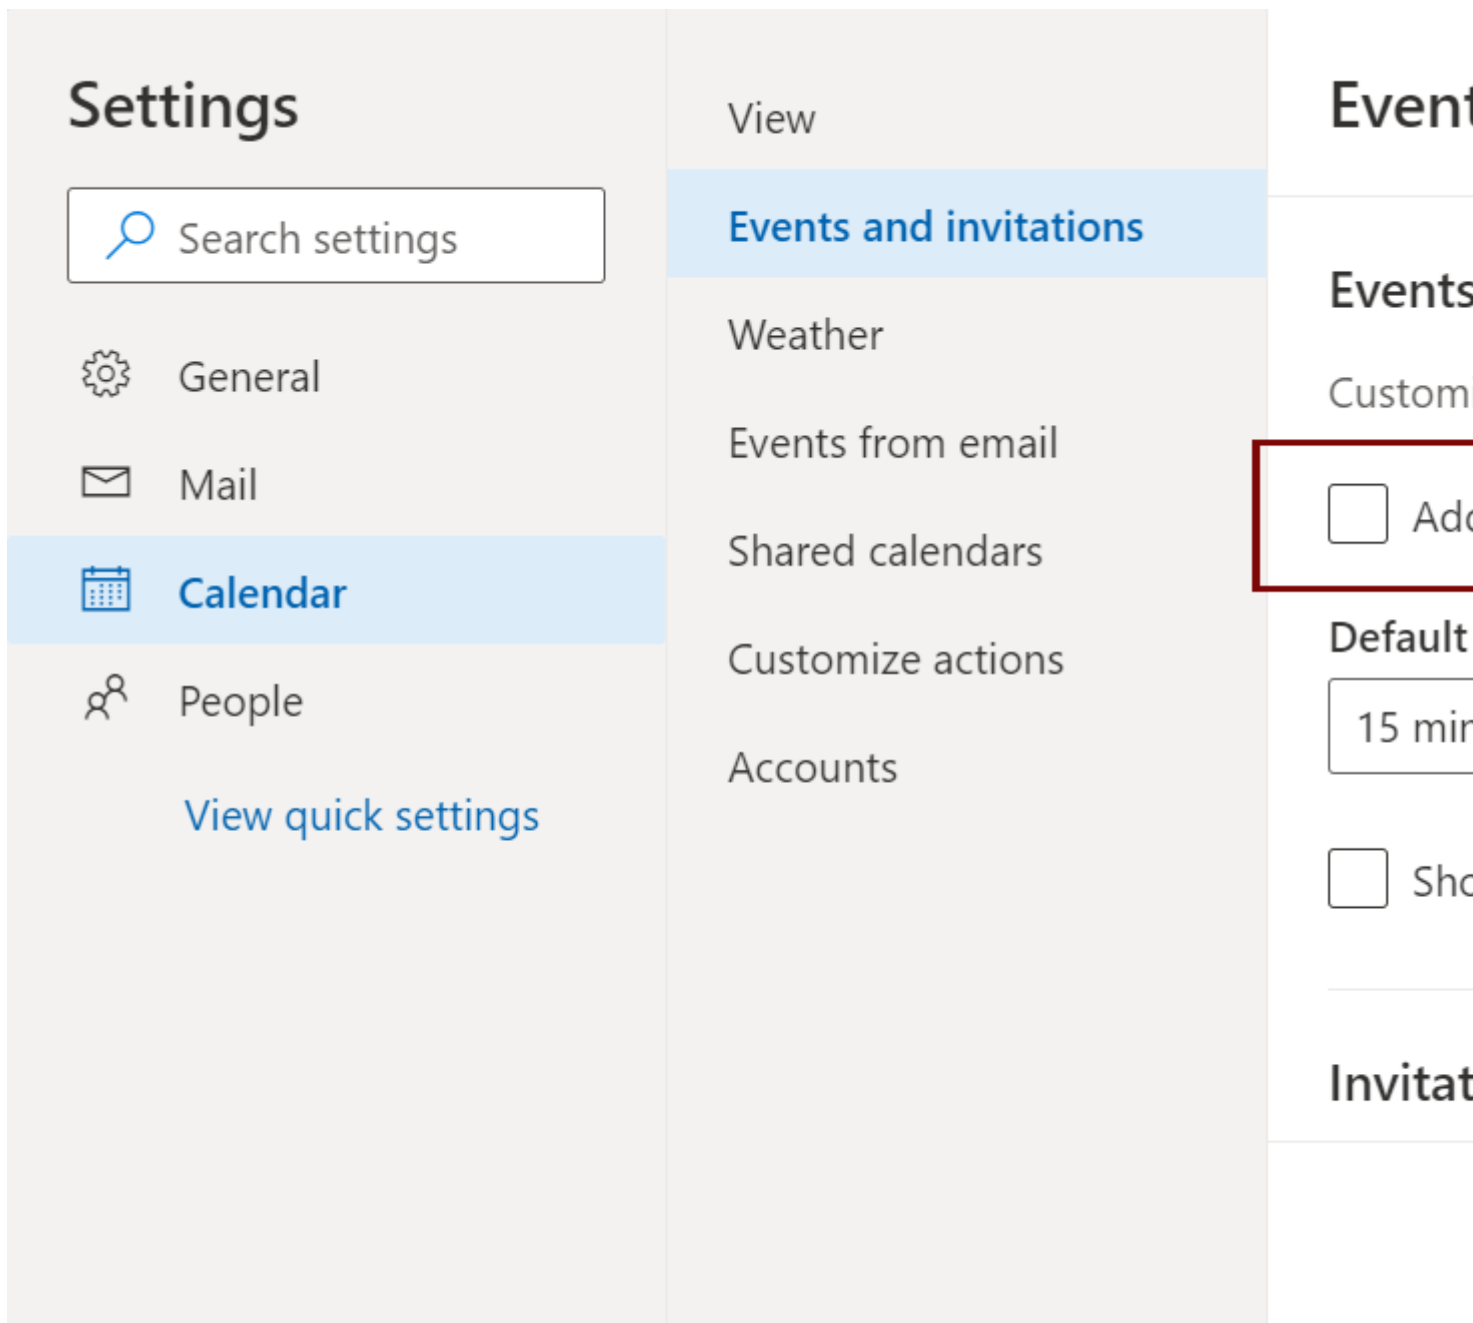 Settings
Search settings
General
Mail
Calendar
People
View quick settings
View
Events and invitations
Weather
Events from email
Shared calendars
Customize actions
Accounts
Events
Default
15